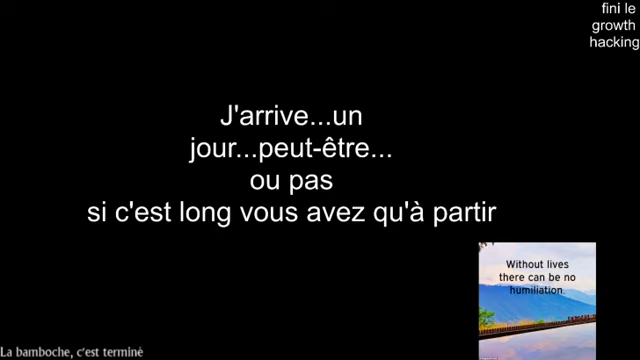 fini le
growth
hacking
J'arrive...un
jour...peut-être...
ou pas
si c'est long vous avez qu'à partir
Without lives
there can be no
humiliation.
La bamboche, c'est terminé